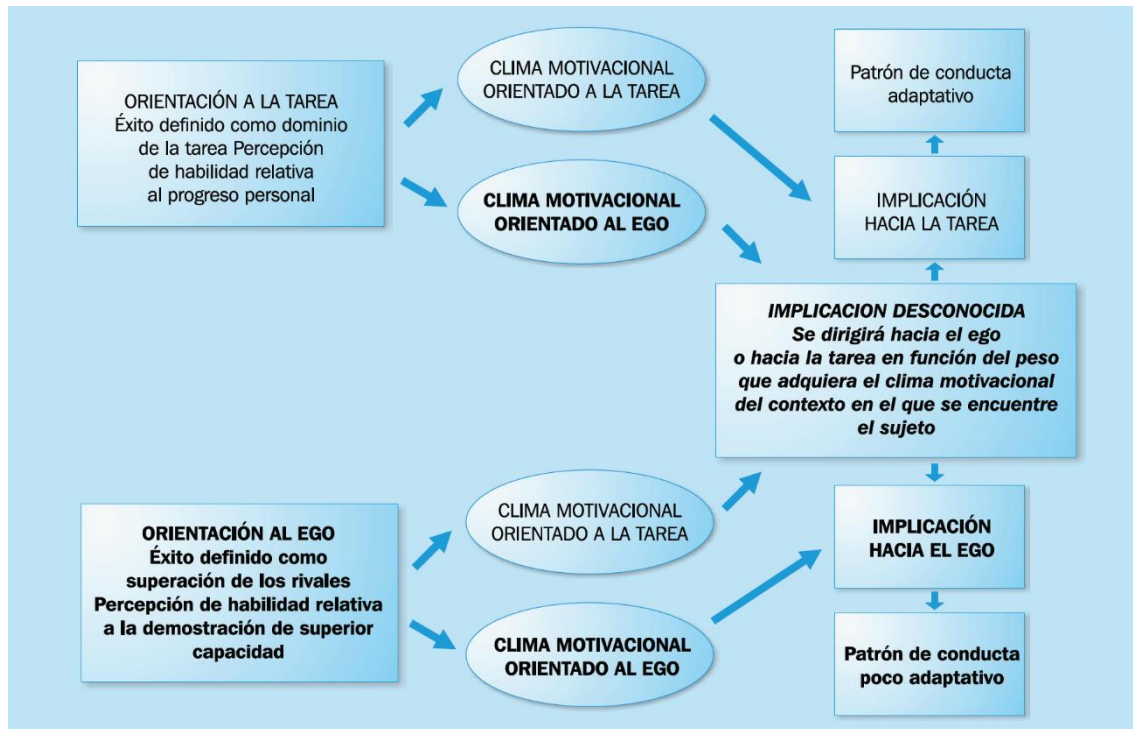 ORIENTACIÓN A LA TAREA
Éxito definido como dominio
de la tarea Percepción
de habilidad relativa
al progreso personal
CLIMA MOTIVACIONAL
ORIENTADO A LA TAREA
CLIMA MOTIVACIONAL
ORIENTADO AL EGO
Patrón de conducta
adaptativo
IMPLICACIÓN
HACIA LA TAREA
IMPLICACION DESCONOCIDA
Se dirigirá hacia el ego
o hacia la tarea en función del peso
que adquiera el clima motivacional
del contexto en el que se encuentre
el sujeto
ORIENTACIÓN AL EGO
Éxito definido como
superación de los rivales
Percepción de habilidad relativa
a la demostración de superior
capacidad
CLIMA MOTIVACIONAL
ORIENTADO A LA TAREA
CLIMA MOTIVACIONAL
ORIENTADO AL EGO
IMPLICACIÓN
HACIA EL EGO
Patrón de conducta
poco adaptativo